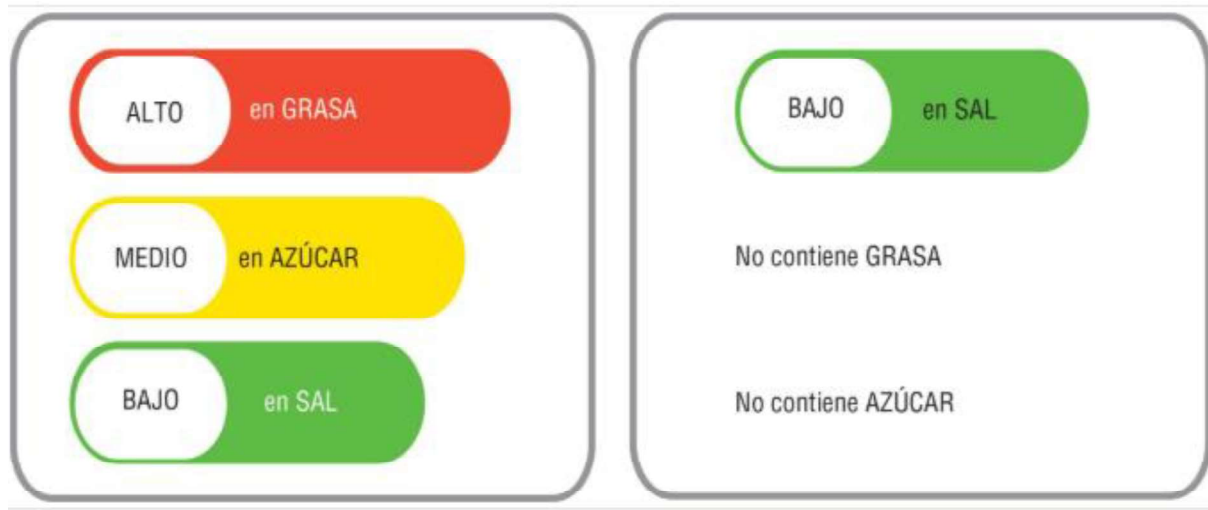 ALTO en GRASA
MEDIO en AZÚCAR
BAJO en SAL
BAJO en SAL
No contiene GRASA
No contiene AZÚCAR